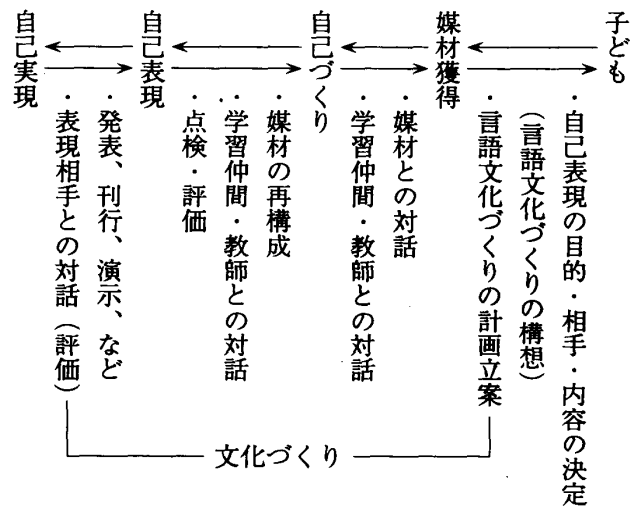 子ども
・自己表現の目的・相手・内容の決定
(言語文化づくりの構想)
・言語文化づくりの計画立案
媒材獲得
・媒材との対話
・学習仲間・教師との対話
自己づくり
・媒材の再構成
・学習仲間・教師との対話
・点検・評価
自己表現
・発表、刊行、演示、など
・表現相手との対話(評価)
自己実現
文化づくり